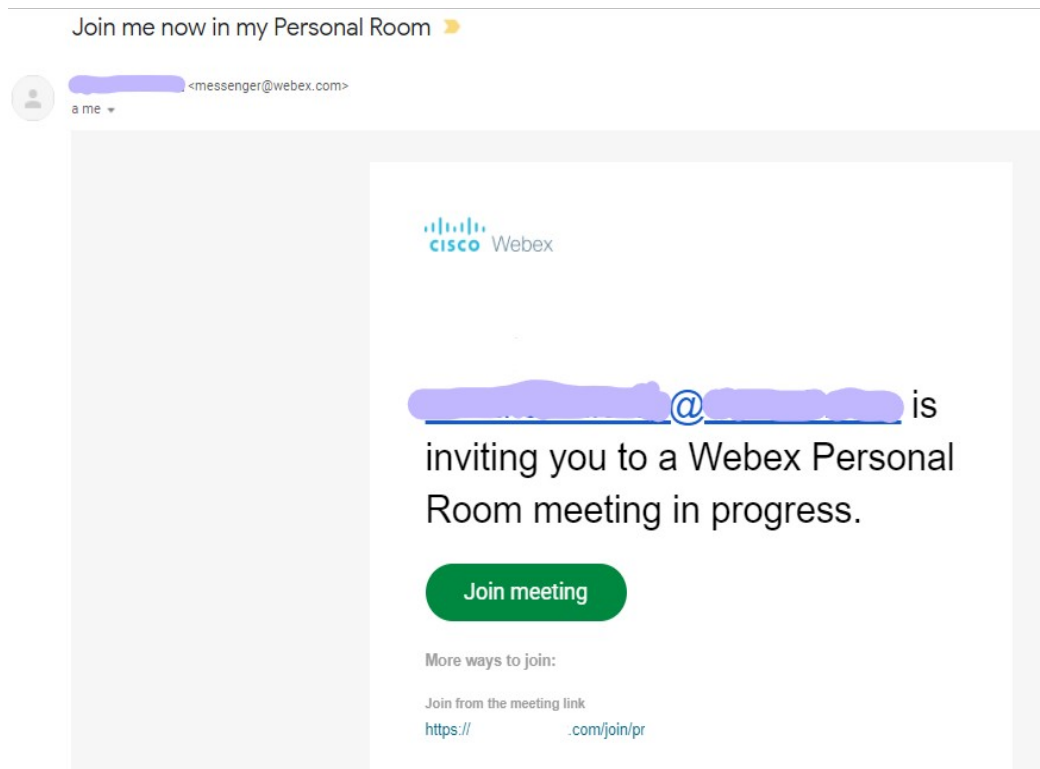 Join me now in my Personal Room
<messenger@webex.com>
a me
cisco Webex
@ is
inviting you to a Webex Personal
Room meeting in progress.
Join meeting
More ways to join:
Join from the meeting link
https:// .com/join/pr